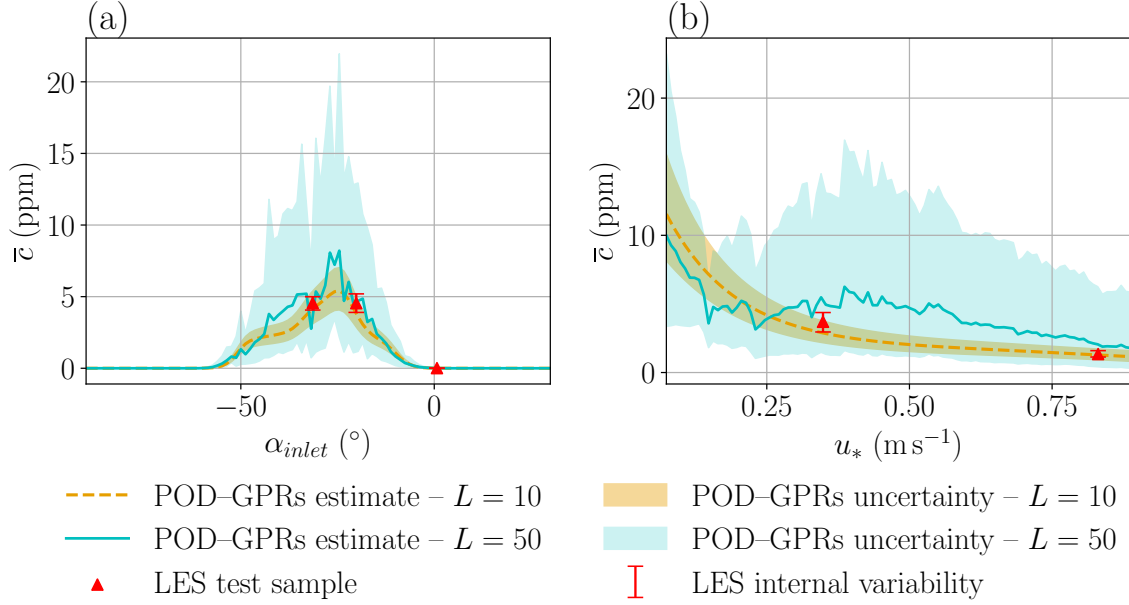 (a)
(b)
c̄ (ppm)
20
15
10
5
0
−50
0
α_inlet (°)
c̄ (ppm)
20
10
0
0.25
0.50
0.75
u_* (m s⁻¹)
POD–GPRs estimate – L = 10
POD–GPRs estimate – L = 50
LES test sample
POD–GPRs uncertainty – L = 10
POD–GPRs uncertainty – L = 50
LES internal variability